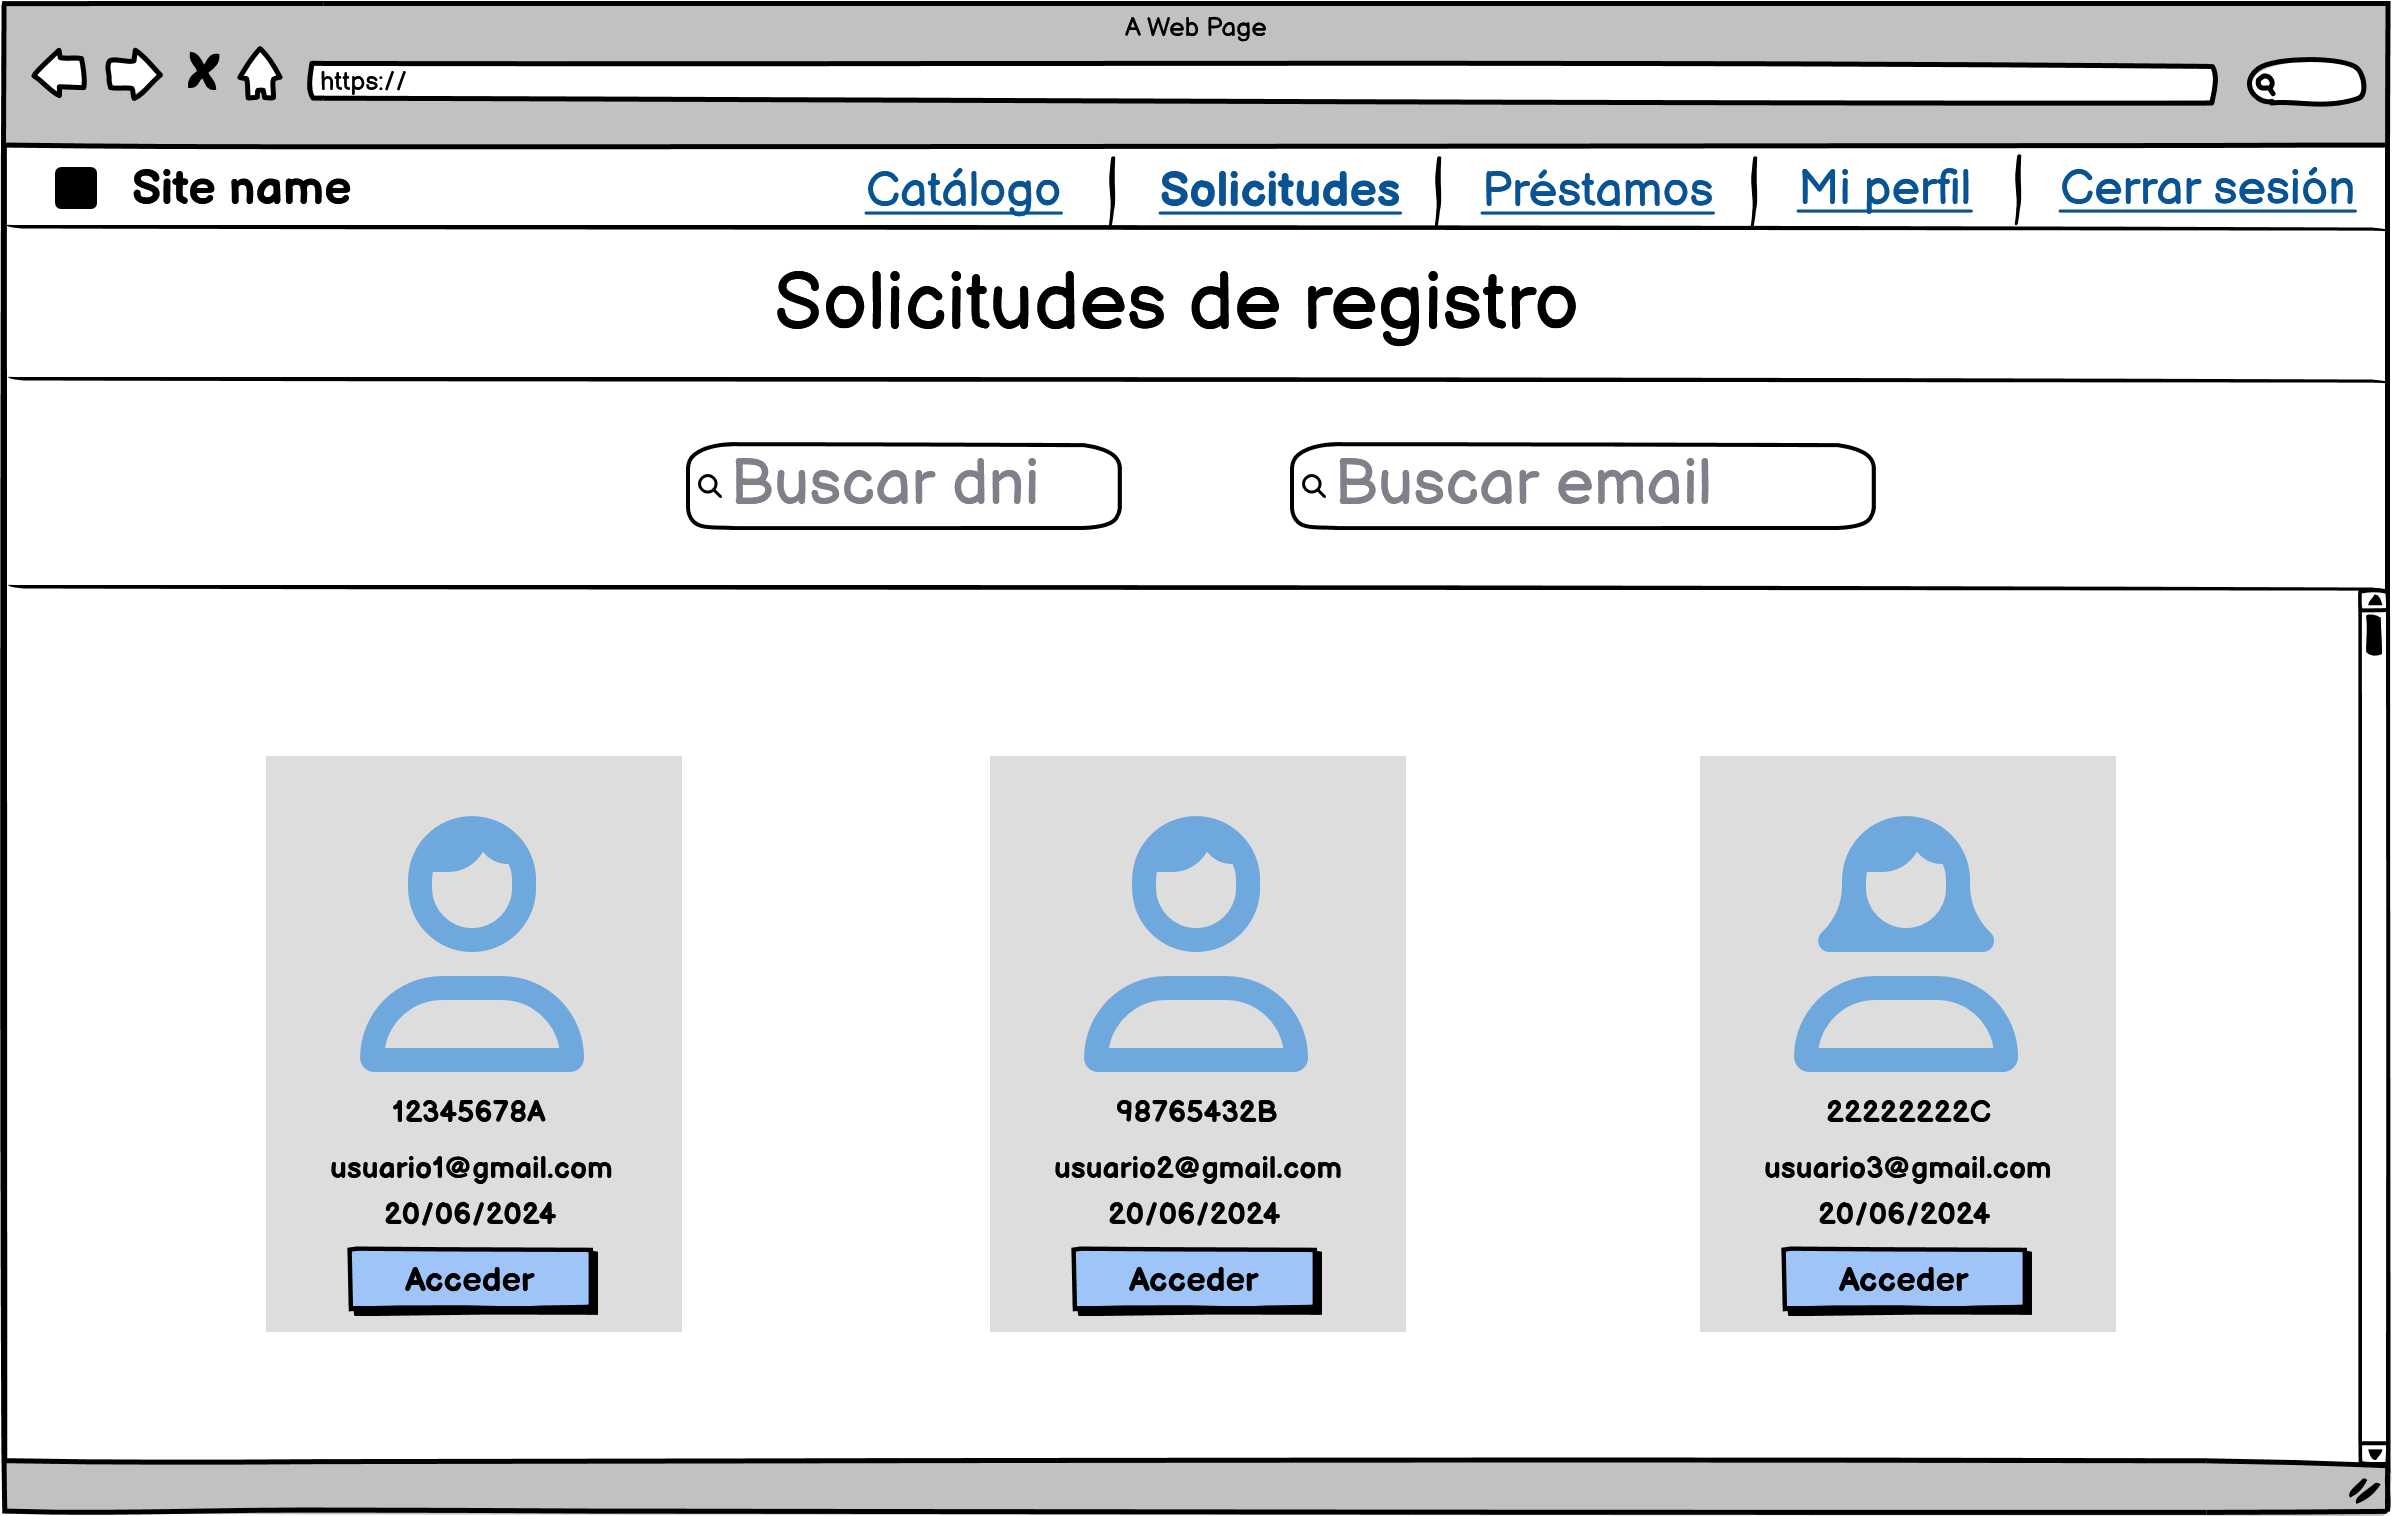 A Web Page
https://
Site name
Catálogo
Solicitudes
Préstamos
Mi perfil
Cerrar sesión
Solicitudes de registro
Buscar dni
Buscar email
12345678A
usuario1@gmail.com
20/06/2024
Acceder
98765432B
usuario2@gmail.com
20/06/2024
Acceder
22222222C
usuario3@gmail.com
20/06/2024
Acceder